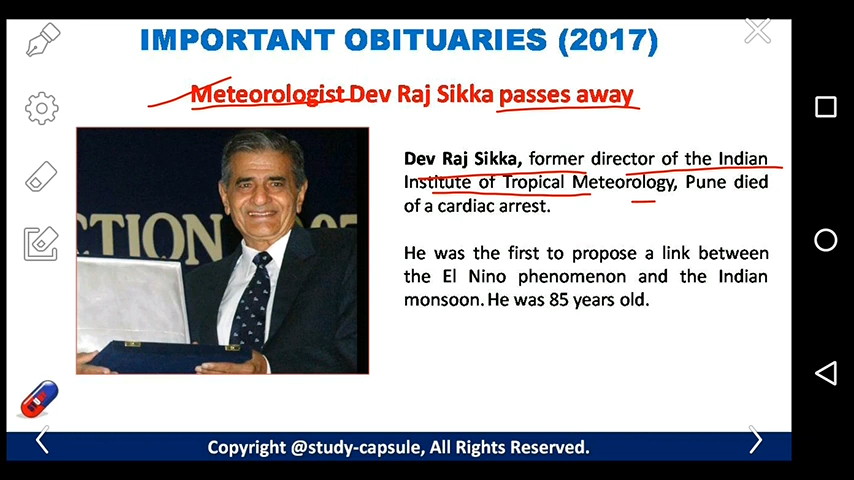 IMPORTANT OBITUARIES (2017)
Meteorologist Dev Raj Sikka passes away
CTION
Dev Raj Sikka, former director of the Indian
Institute of Tropical Meteorology, Pune died
of a cardiac arrest.
He was the first to propose a link between
the El Nino phenomenon and the Indian
monsoon. He was 85 years old.
Copyright @study-capsule, All Rights Reserved.